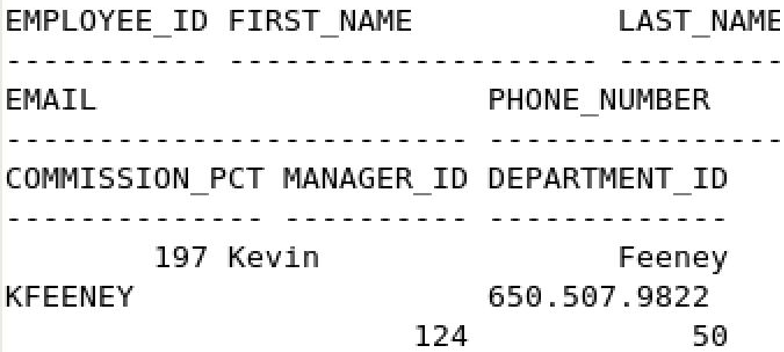 EMPLOYEE_ID FIRST_NAME           LAST_NAME
----------- -------------------- ---------
EMAIL                     PHONE_NUMBER
------------------------- ----------------
COMMISSION_PCT MANAGER_ID DEPARTMENT_ID
-------------- ---------- -------------
        197 Kevin                Feeney
KFEENEY                   650.507.9822
                      124            50